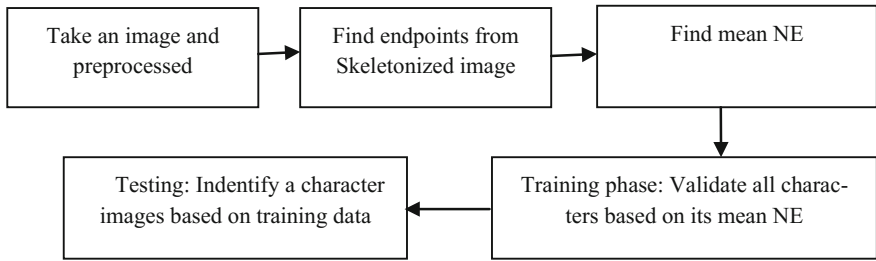 Take an image and
preprocessed
Find endpoints from
Skeletonized image
Find mean NE
Training phase: Validate all charac-
ters based on its mean NE
Testing: Indentify a character
images based on training data